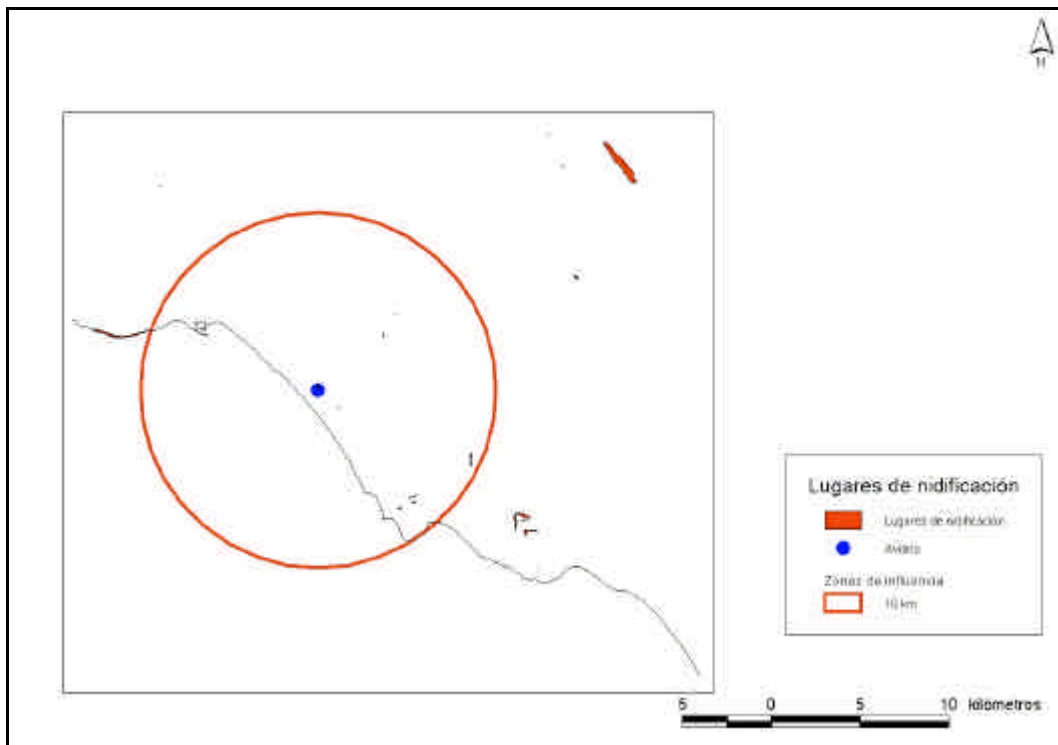 N
Lugares de nidificación
Lugares de nidificación
Aviario
Zonas de influencia
10 km
5 0 5 10 kilómetros